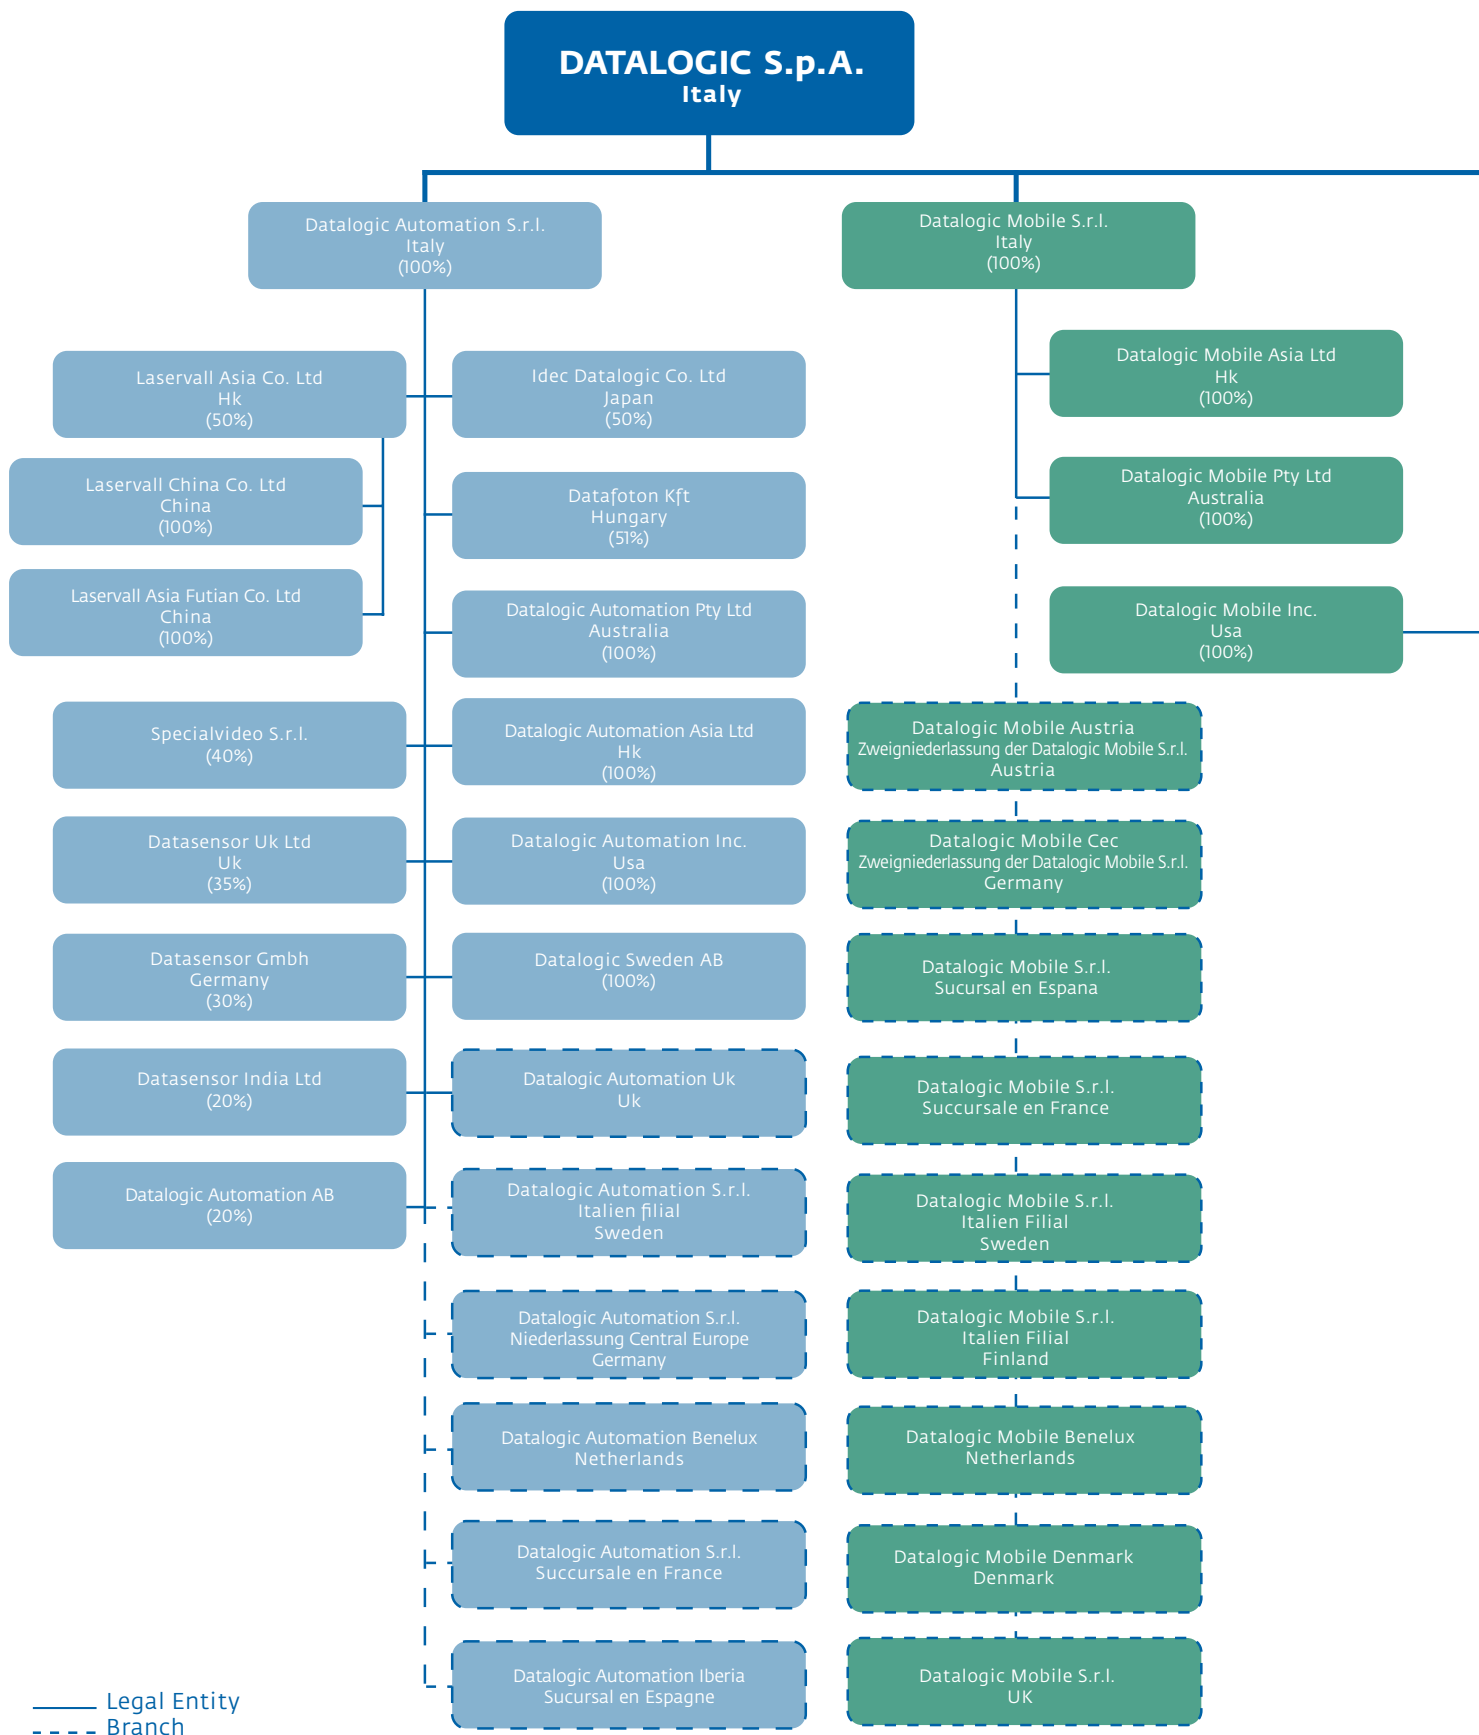 DATALOGIC S.p.A.
Italy
Datalogic Automation S.r.l.
Italy
(100%)
Datalogic Mobile S.r.l.
Italy
(100%)
Laservall Asia Co. Ltd
Hk
(50%)
Idec Datalogic Co. Ltd
Japan
(50%)
Datalogic Mobile Asia Ltd
Hk
(100%)
Laservall China Co. Ltd
China
(100%)
Datafoton Kft
Hungary
(51%)
Datalogic Mobile Pty Ltd
Australia
(100%)
Laservall Asia Futian Co. Ltd
China
(100%)
Datalogic Automation Pty Ltd
Australia
(100%)
Datalogic Mobile Inc.
Usa
(100%)
Specialvideo S.r.l.
(40%)
Datalogic Automation Asia Ltd
Hk
(100%)
Datalogic Mobile Austria
Zweigniederlassung der Datalogic Mobile S.r.l.
Austria
Datasensor Uk Ltd
Uk
(35%)
Datalogic Automation Inc.
Usa
(100%)
Datalogic Mobile Cec
Zweigniederlassung der Datalogic Mobile S.r.l.
Germany
Datasensor Gmbh
Germany
(30%)
Datalogic Sweden AB
(100%)
Datalogic Mobile S.r.l.
Sucursal en Espana
Datasensor India Ltd
(20%)
Datalogic Automation Uk
Uk
Datalogic Mobile S.r.l.
Succursale en France
Datalogic Automation AB
(20%)
Datalogic Automation S.r.l.
Italien filial
Sweden
Datalogic Mobile S.r.l.
Italien Filial
Sweden
Datalogic Automation S.r.l.
Niederlassung Central Europe
Germany
Datalogic Mobile S.r.l.
Italien Filial
Finland
Datalogic Automation Benelux
Netherlands
Datalogic Mobile Benelux
Netherlands
Datalogic Automation S.r.l.
Succursale en France
Datalogic Mobile Denmark
Denmark
Datalogic Automation Iberia
Sucursal en Espagne
Datalogic Mobile S.r.l.
UK
Legal Entity
Branch